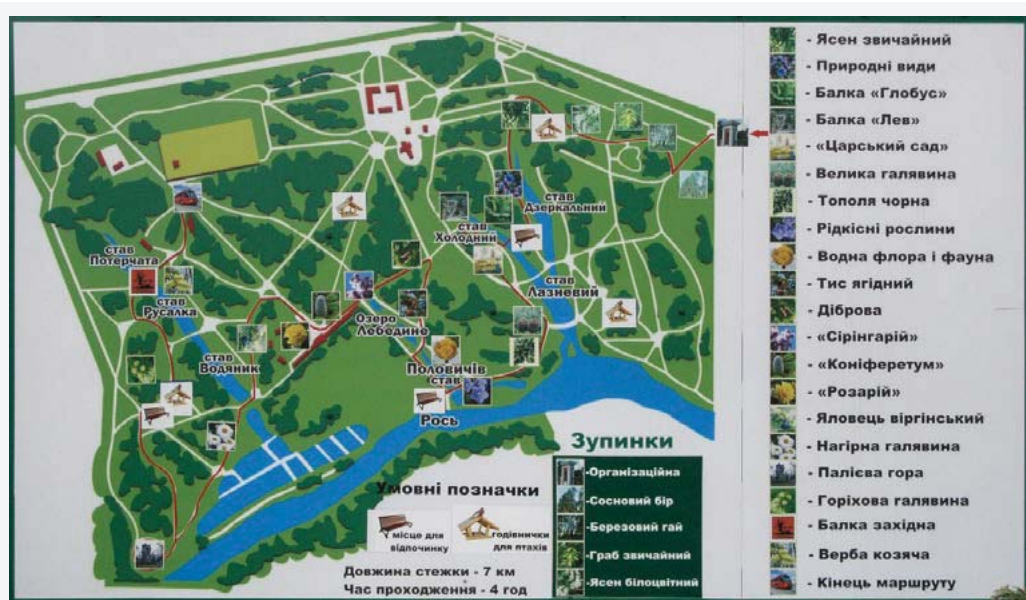 став
Дзеркальний
став
Холодний
став
Потерчата
став
Лазневий
став
Русалка
Озеро
Лебедине
став
Водяник
Половичів
став
Рось
Умовні позначки
місце для
відпочинку
годівнички
для птахів
Довжина стежки - 7 км
Час проходження - 4 год
Зупинки
-Організаційна
-Сосновий бір
-Березовий гай
-Граб звичайний
-Ясен білоцвітний
- Ясен звичайний
- Природні види
- Балка «Глобус»
- Балка «Лев»
- «Царський сад»
- Велика галявина
- Тополя чорна
- Рідкісні рослини
- Водна флора і фауна
- Тис ягідний
- Діброва
- «Сірінгарій»
- «Коніферетум»
- «Розарій»
- Яловець віргінський
- Нагірна галявина
- Палієва гора
- Горіхова галявина
- Балка західна
- Верба козяча
- Кінець маршруту